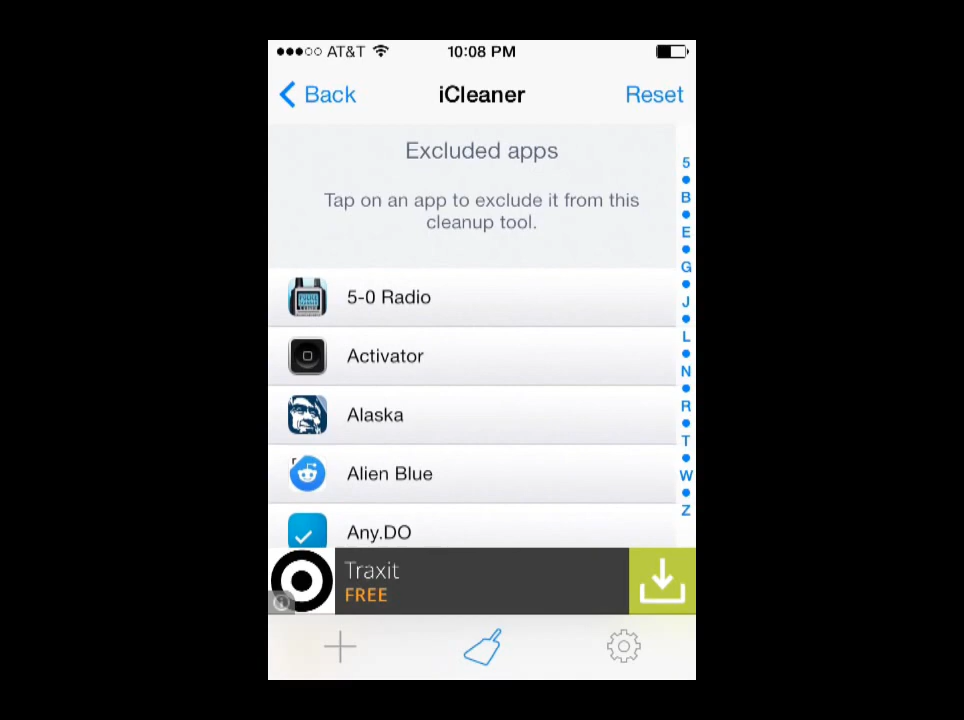 AT&T 10:08 PM
Back iCleaner Reset
Excluded apps
Tap on an app to exclude it from this
cleanup tool.
5-0 Radio
Activator
Alaska
Alien Blue
Any.DO
5
B
E
G
J
L
N
R
T
W
Z
Traxit
FREE